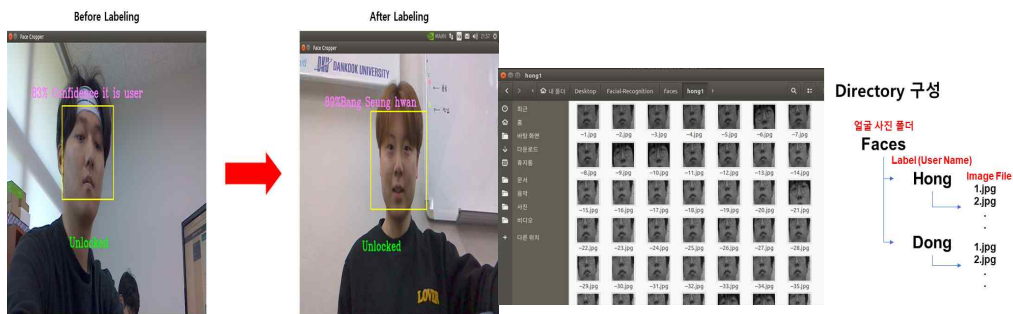 Before Labeling
After Labeling
Face Cropper
83% Confidence it is user
Unlocked
Face Cropper
21:57
DANKOOK UNIVERSITY
82%Bang Seung hwan
Unlocked
LOVER
hong1
내 폴더 Desktop Facial-Recognition faces hong1
최근
홈
바탕 화면
다운로드
휴지통
문서
음악
사진
비디오
다른 위치
~1.jpg ~2.jpg ~3.jpg ~4.jpg ~5.jpg ~6.jpg ~7.jpg
~8.jpg ~9.jpg ~10.jpg ~11.jpg ~12.jpg ~13.jpg ~14.jpg
~15.jpg ~16.jpg ~17.jpg ~18.jpg ~19.jpg ~20.jpg ~21.jpg
~22.jpg ~23.jpg ~24.jpg ~25.jpg ~26.jpg ~27.jpg ~28.jpg
~29.jpg ~30.jpg ~31.jpg ~32.jpg ~33.jpg ~34.jpg ~35.jpg
Directory 구성
얼굴 사진 폴더
Faces
Label (User Name)
Hong
Image File
1.jpg
2.jpg
.
.
Dong
1.jpg
2.jpg
.
.